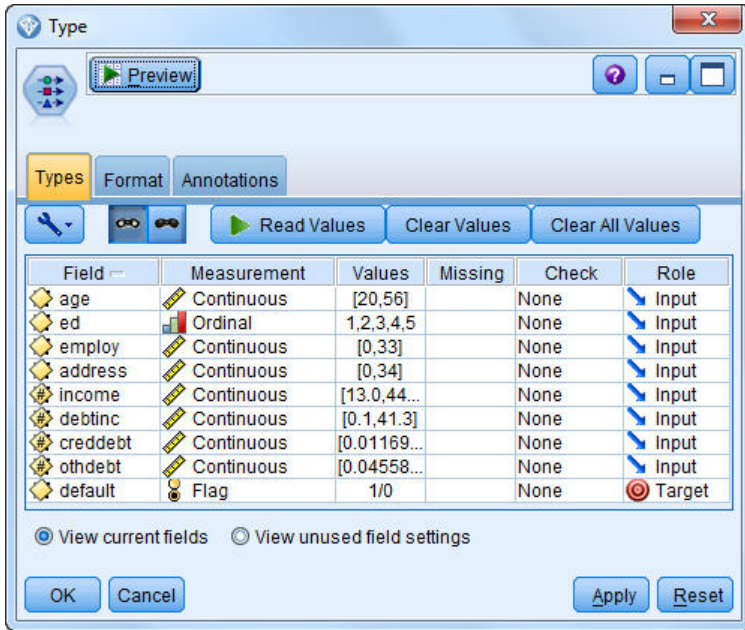 Type
Preview
Types Format Annotations
Read Values Clear Values Clear All Values
Field Measurement Values Missing Check Role
age Continuous [20,56] None Input
ed Ordinal 1,2,3,4,5 None Input
employ Continuous [0,33] None Input
address Continuous [0,34] None Input
income Continuous [13.0,44... None Input
debtinc Continuous [0.1,41.3] None Input
creddebt Continuous [0.01169... None Input
othdebt Continuous [0.04558... None Input
default Flag 1/0 None Target
View current fields View unused field settings
OK Cancel Apply Reset